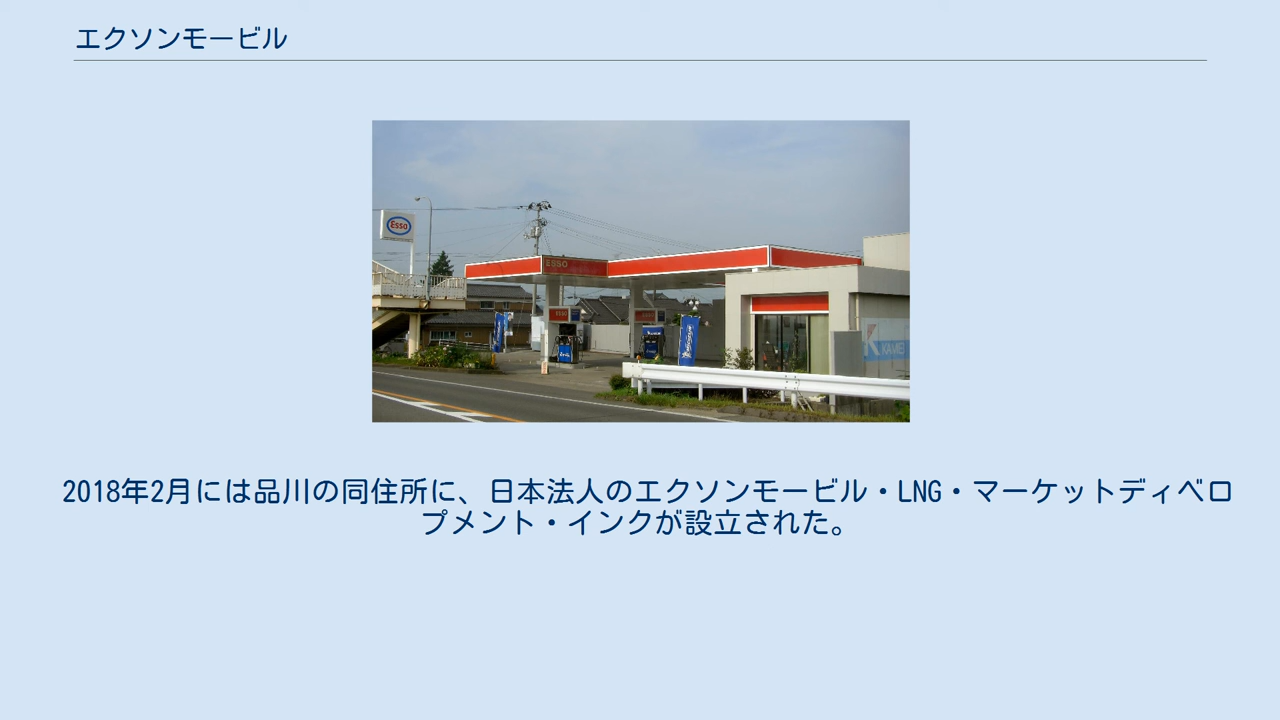 エクソンモービル
Esso
ESSO
ESSO
KAMEI
2018年2月には品川の同住所に、日本法人のエクソンモービル・LNG・マーケットディベロ
プメント・インクが設立された。